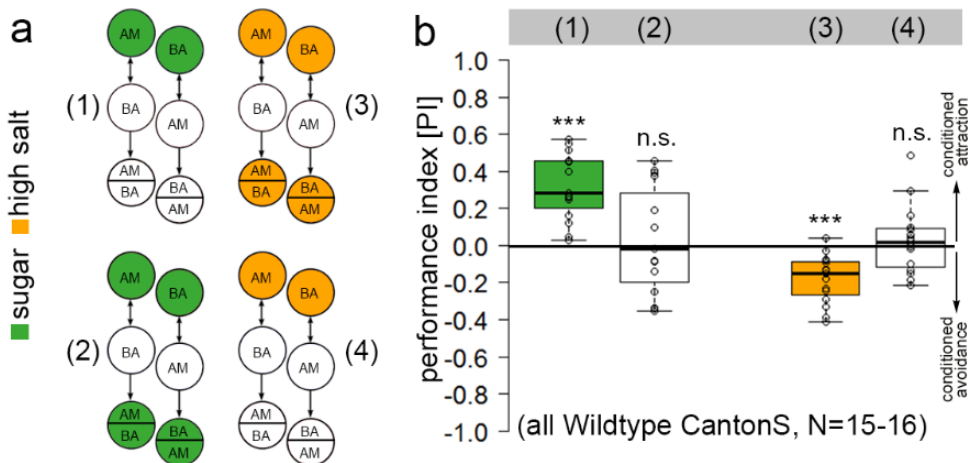 a
AM
BA
BA
AM
AM
BA
BA
AM
(1)
AM
BA
BA
AM
AM
BA
BA
AM
(3)
AM
BA
BA
AM
AM
BA
BA
AM
(2)
AM
BA
BA
AM
AM
BA
BA
AM
(4)
sugar high salt
b
(1) (2) (3) (4)
performance index [PI]
1.0
0.8
0.6
0.4
0.2
0.0
-0.2
-0.4
-0.6
-0.8
-1.0
***
n.s.
***
n.s.
conditioned
attraction
conditioned
avoidance
(all Wildtype CantonS, N=15-16)